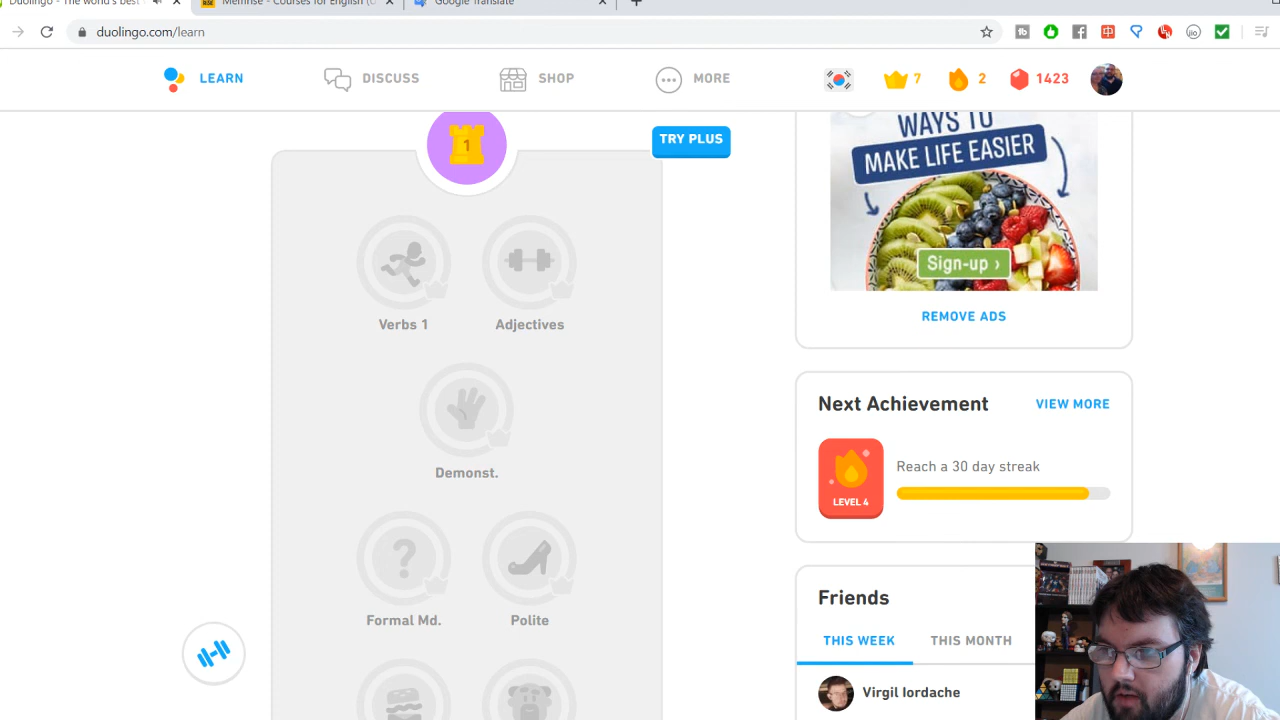 Duolingo - The world's best
Memrise - Courses for English (
Google Translate
duolingo.com/learn
LEARN
DISCUSS
SHOP
MORE
7
2
1423
1
TRY PLUS
Verbs 1
Adjectives
Demonst.
Formal Md.
Polite
WAYS TO
MAKE LIFE EASIER
Sign-up ›
REMOVE ADS
Next Achievement
VIEW MORE
LEVEL 4
Reach a 30 day streak
Friends
THIS WEEK
THIS MONTH
Virgil Iordache